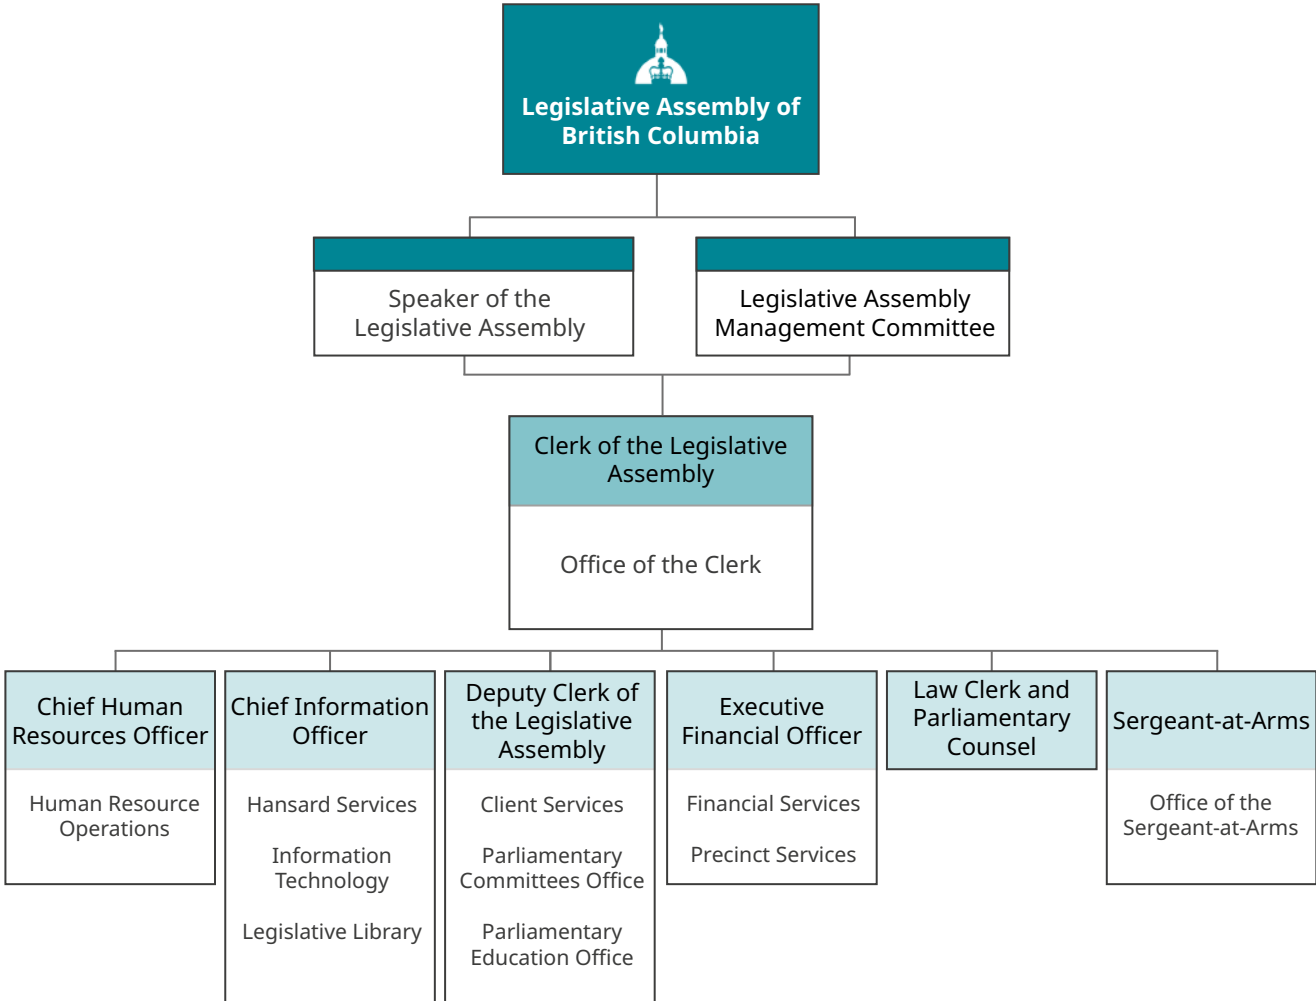 Legislative Assembly of
British Columbia
Speaker of the
Legislative Assembly
Legislative Assembly
Management Committee
Clerk of the Legislative
Assembly
Office of the Clerk
Chief Human
Resources Officer
Human Resource
Operations
Chief Information
Officer
Hansard Services
Information
Technology
Legislative Library
Deputy Clerk of
the Legislative
Assembly
Client Services
Parliamentary
Committees Office
Parliamentary
Education Office
Executive
Financial Officer
Financial Services
Precinct Services
Law Clerk and
Parliamentary
Counsel
Sergeant-at-Arms
Office of the
Sergeant-at-Arms